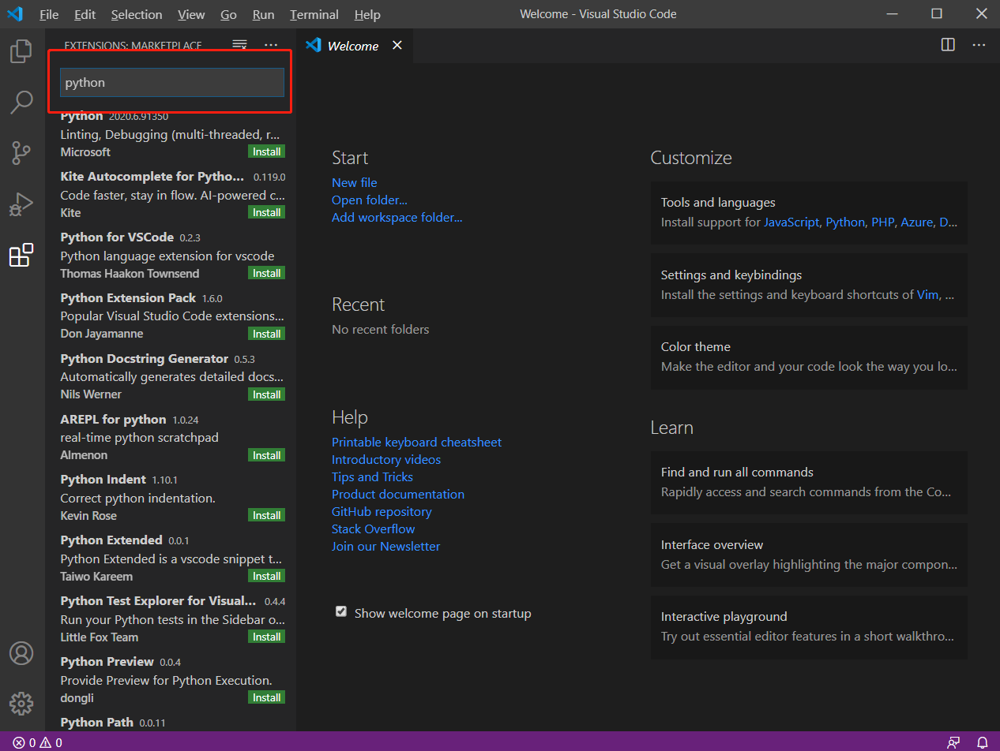 File Edit Selection View Go Run Terminal Help Welcome - Visual Studio Code
EXTENSIONS: MARKETPLACE
Welcome
python
Python 2020.6.91350
Linting, Debugging (multi-threaded, r...
Microsoft Install
Kite Autocomplete for Pytho... 0.119.0
Code faster, stay in flow. AI-powered c...
Kite Install
Python for VSCode 0.2.3
Python language extension for vscode
Thomas Haakon Townsend Install
Python Extension Pack 1.6.0
Popular Visual Studio Code extensions...
Don Jayamanne Install
Python Docstring Generator 0.5.3
Automatically generates detailed docs...
Nils Werner Install
AREPL for python 1.0.24
real-time python scratchpad
Almenon Install
Python Indent 1.10.1
Correct python indentation.
Kevin Rose Install
Python Extended 0.0.1
Python Extended is a vscode snippet t...
Taiwo Kareem Install
Python Test Explorer for Visual... 0.4.4
Run your Python tests in the Sidebar o...
Little Fox Team Install
Python Preview 0.0.4
Provide Preview for Python Execution.
dongli Install
Python Path 0.0.11
Start
New file
Open folder...
Add workspace folder...
Recent
No recent folders
Help
Printable keyboard cheatsheet
Introductory videos
Tips and Tricks
Product documentation
GitHub repository
Stack Overflow
Join our Newsletter
Show welcome page on startup
Customize
Tools and languages
Install support for JavaScript, Python, PHP, Azure, D...
Settings and keybindings
Install the settings and keyboard shortcuts of Vim, ...
Color theme
Make the editor and your code look the way you lo...
Learn
Find and run all commands
Rapidly access and search commands from the Co...
Interface overview
Get a visual overlay highlighting the major compon...
Interactive playground
Try out essential editor features in a short walkthro...
0 0